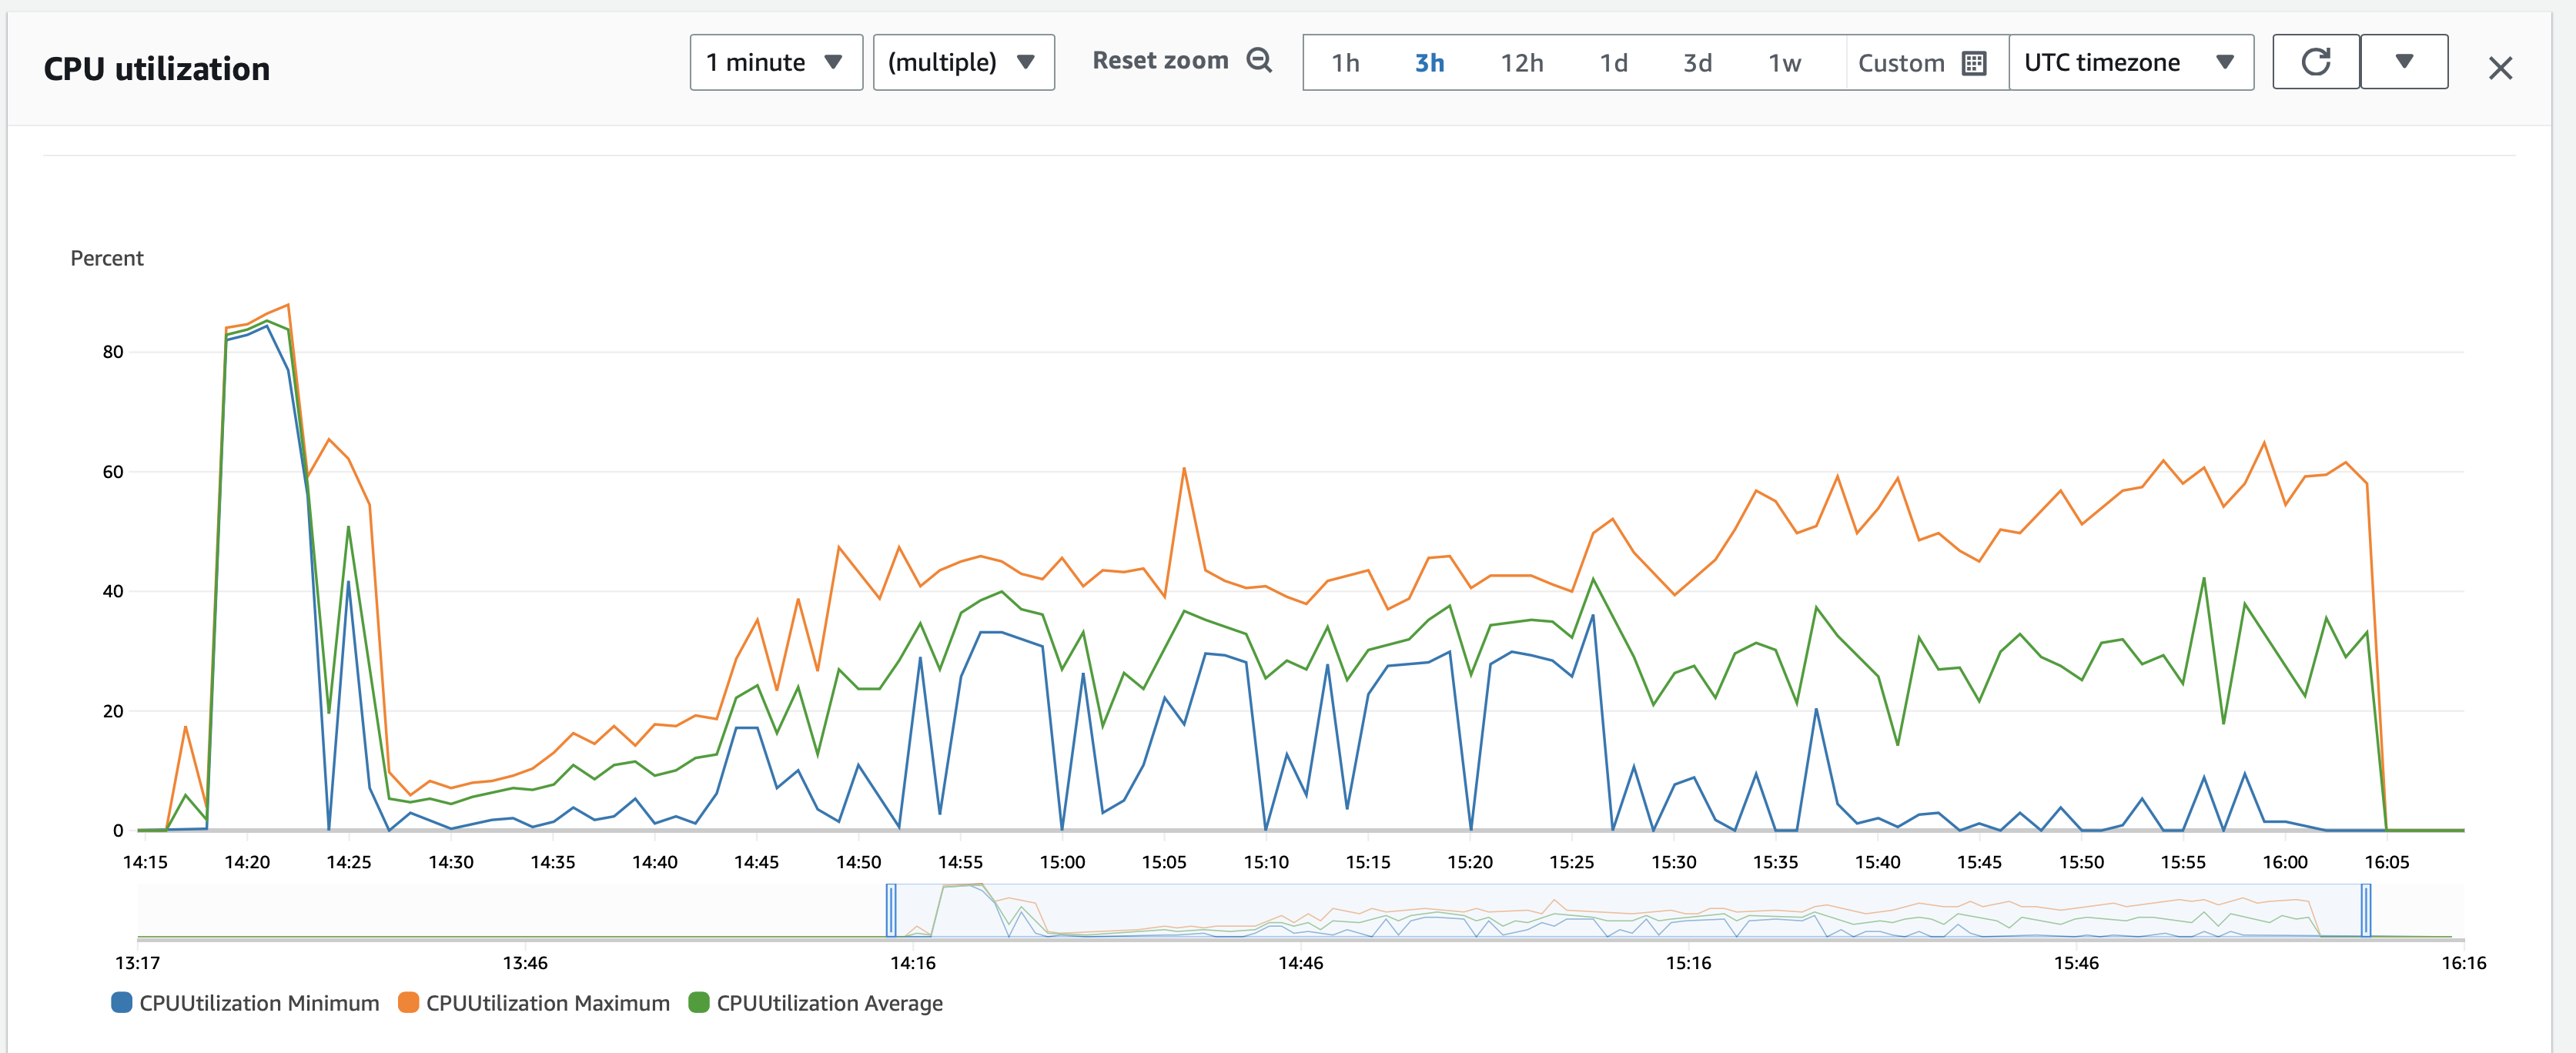 CPU utilization
1 minute
(multiple)
Reset zoom
1h 3h 12h 1d 3d 1w Custom
UTC timezone
Percent
80
60
40
20
0
14:15 14:20 14:25 14:30 14:35 14:40 14:45 14:50 14:55 15:00 15:05 15:10 15:15 15:20 15:25 15:30 15:35 15:40 15:45 15:50 15:55 16:00 16:05
13:17 13:46 14:16 14:46 15:16 15:46 16:16
CPUUtilization Minimum CPUUtilization Maximum CPUUtilization Average